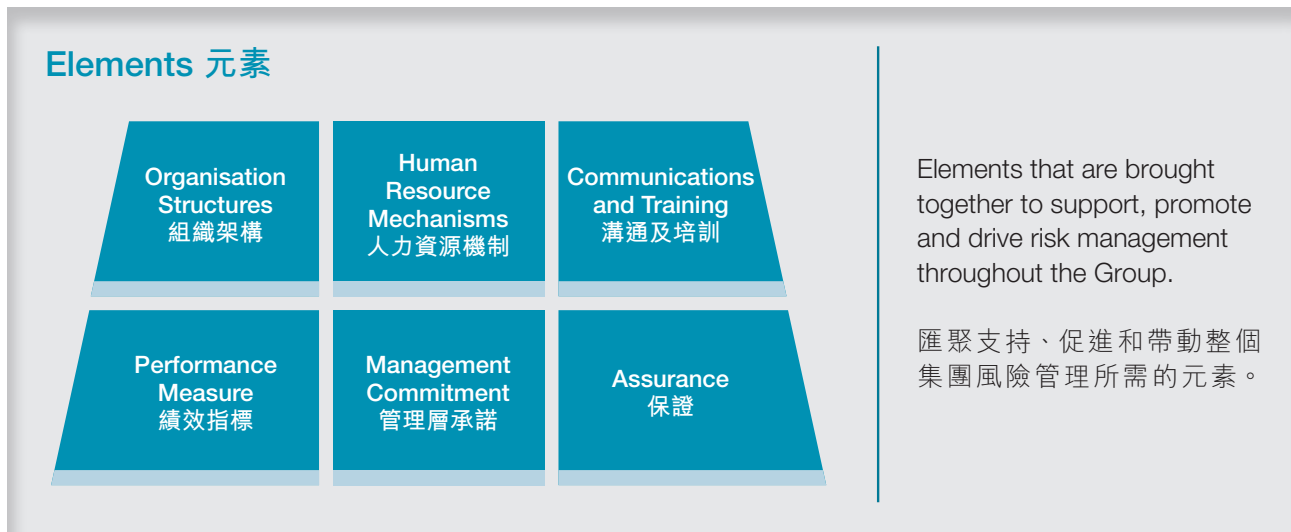 Elements 元素
Organisation
Structures
組織架構
Human
Resource
Mechanisms
人力資源機制
Communications
and Training
溝通及培訓
Performance
Measure
績效指標
Management
Commitment
管理層承諾
Assurance
保證
Elements that are brought
together to support, promote
and drive risk management
throughout the Group.
匯聚支持、促進和帶動整個
集團風險管理所需的元素。